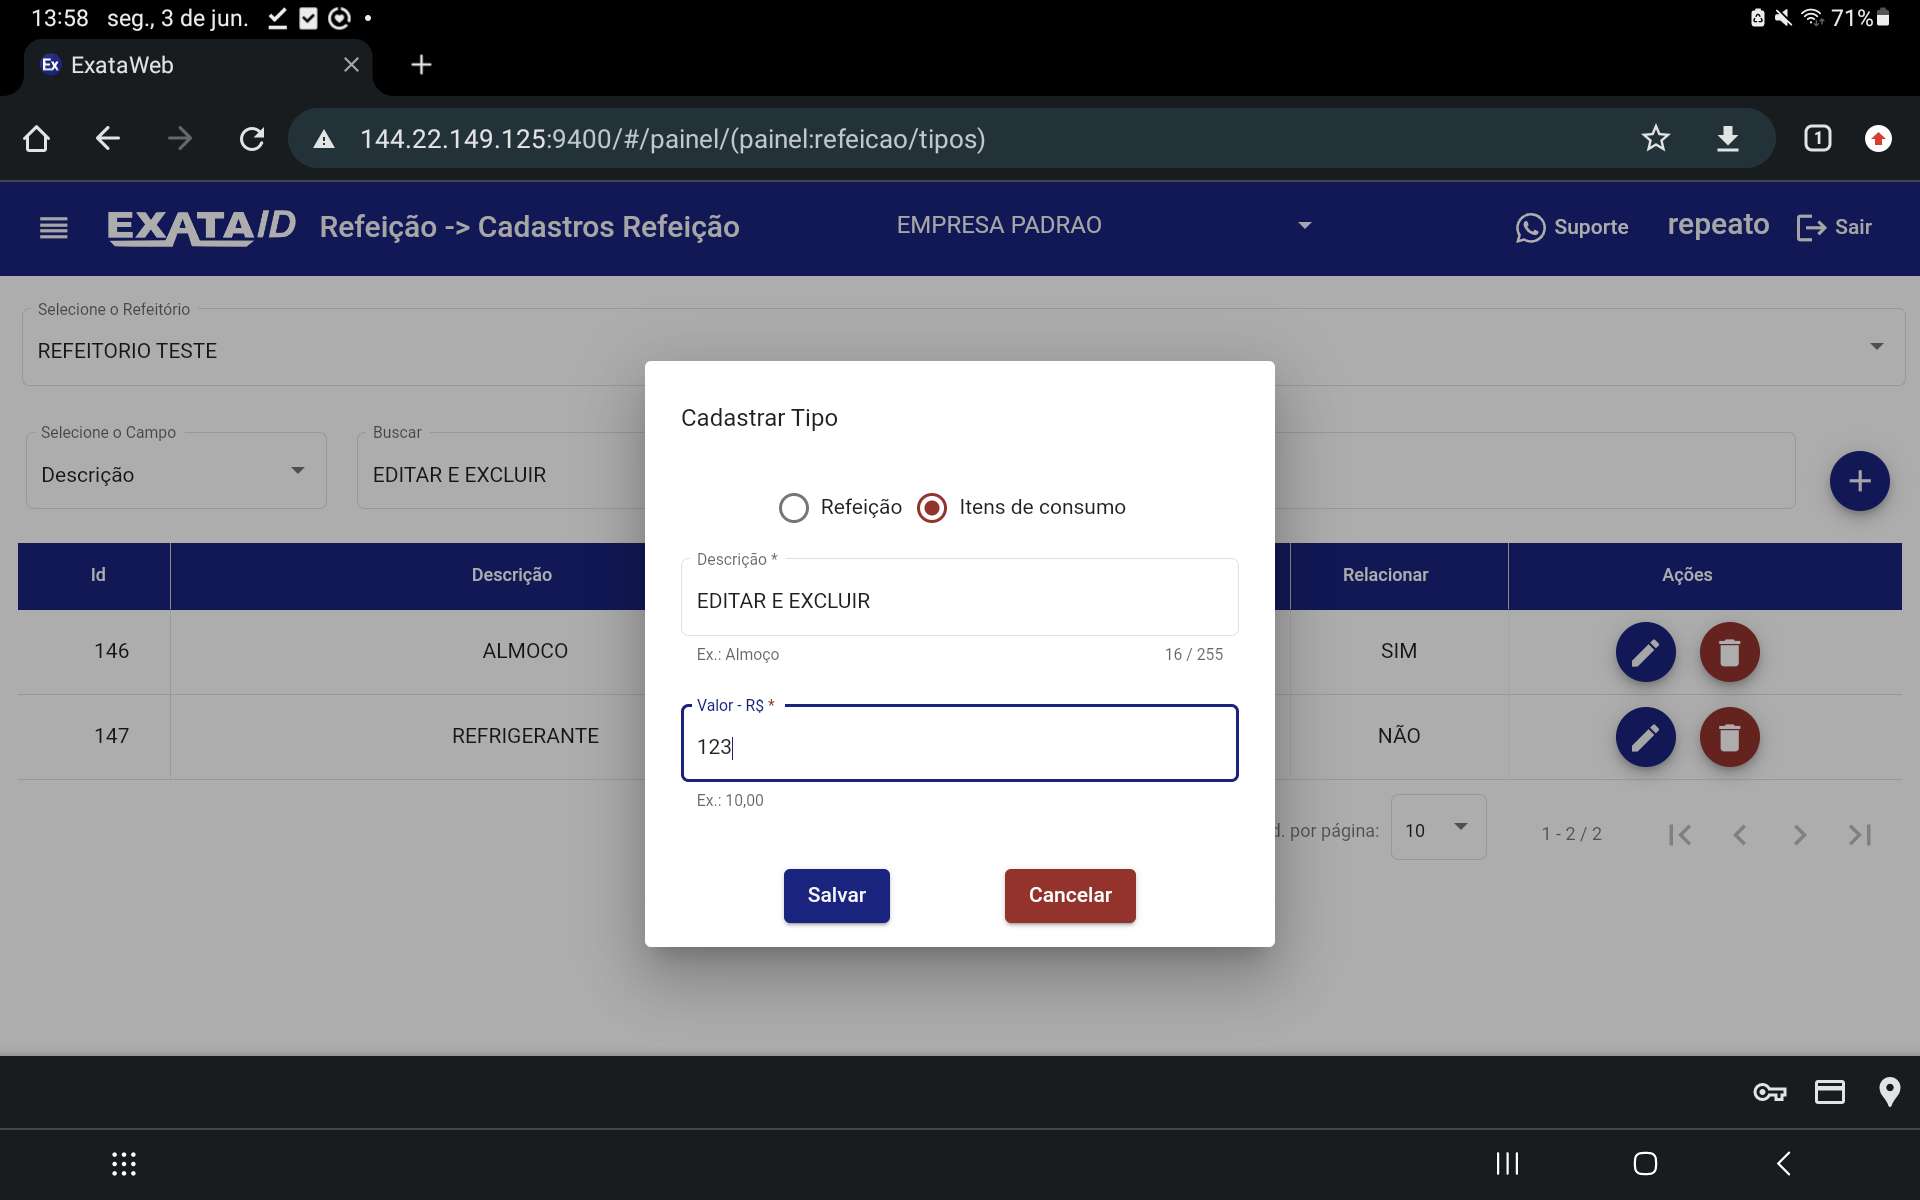 13:58 seg., 3 de jun. 71%
Ex ExataWeb
144.22.149.125:9400/#/painel/(painel:refeicao/tipos) 1
EXATAID Refeição -> Cadastros Refeição EMPRESA PADRAO Suporte repeato Sair
Selecione o Refeitório
REFEITORIO TESTE
Cadastrar Tipo
Selecione o Campo Buscar
Descrição EDITAR E EXCLUIR
Refeição Itens de consumo
Descrição *
EDITAR E EXCLUIR
Ex.: Almoço 16 / 255
Valor - R$ *
123
Ex.: 10,00
Salvar Cancelar
Id Descrição Relacionar Ações
146 ALMOCO SIM
147 REFRIGERANTE NÃO
d. por página: 10 1 - 2 / 2